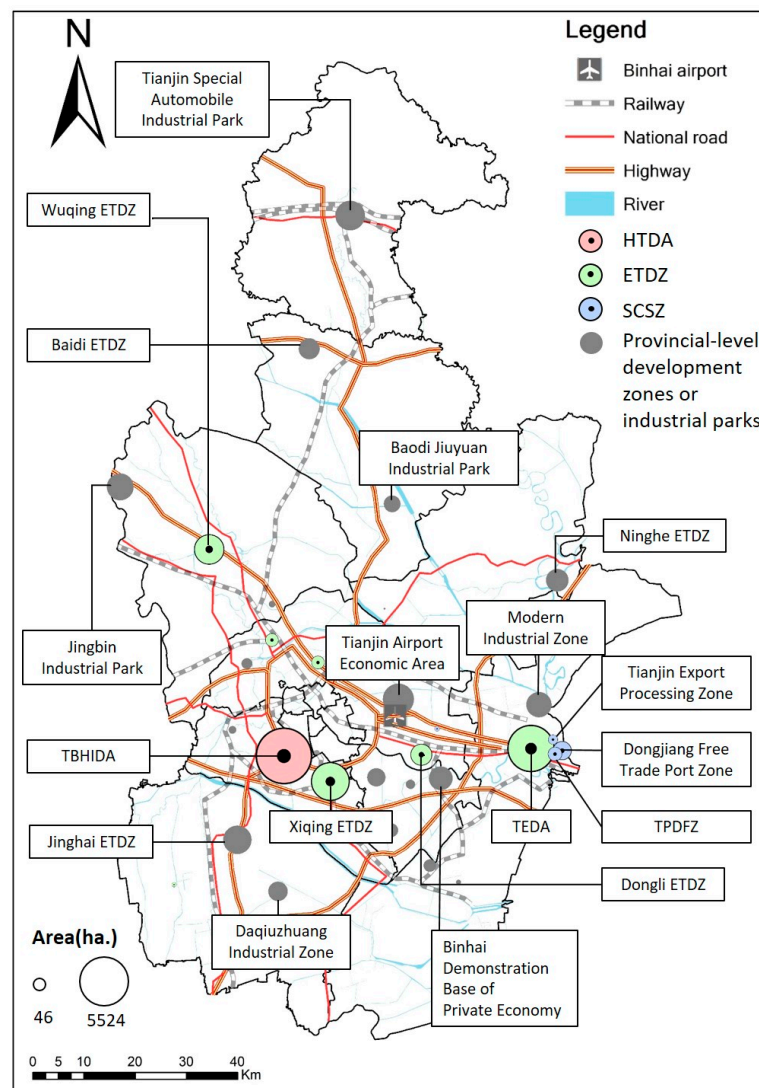 N
Legend
Binhai airport
Railway
National road
Highway
River
HTDA
ETDZ
SCSZ
Provincial-level
development
zones or
industrial parks
Tianjin Special
Automobile
Industrial Park
Wuqing ETDZ
Baidi ETDZ
Baodi Jiuyuan
Industrial Park
Ninghe ETDZ
Modern
Industrial Zone
Jingbin
Industrial Park
Tianjin Airport
Economic Area
Tianjin Export
Processing Zone
TBHIDA
Dongjiang Free
Trade Port Zone
Xiqing ETDZ
TEDA
TPDFZ
Jinghai ETDZ
Dongli ETDZ
Daqiuzhuang
Industrial Zone
Binhai
Demonstration
Base of
Private Economy
Area(ha.)
46
5524
0 5 10 20 30 40
Km